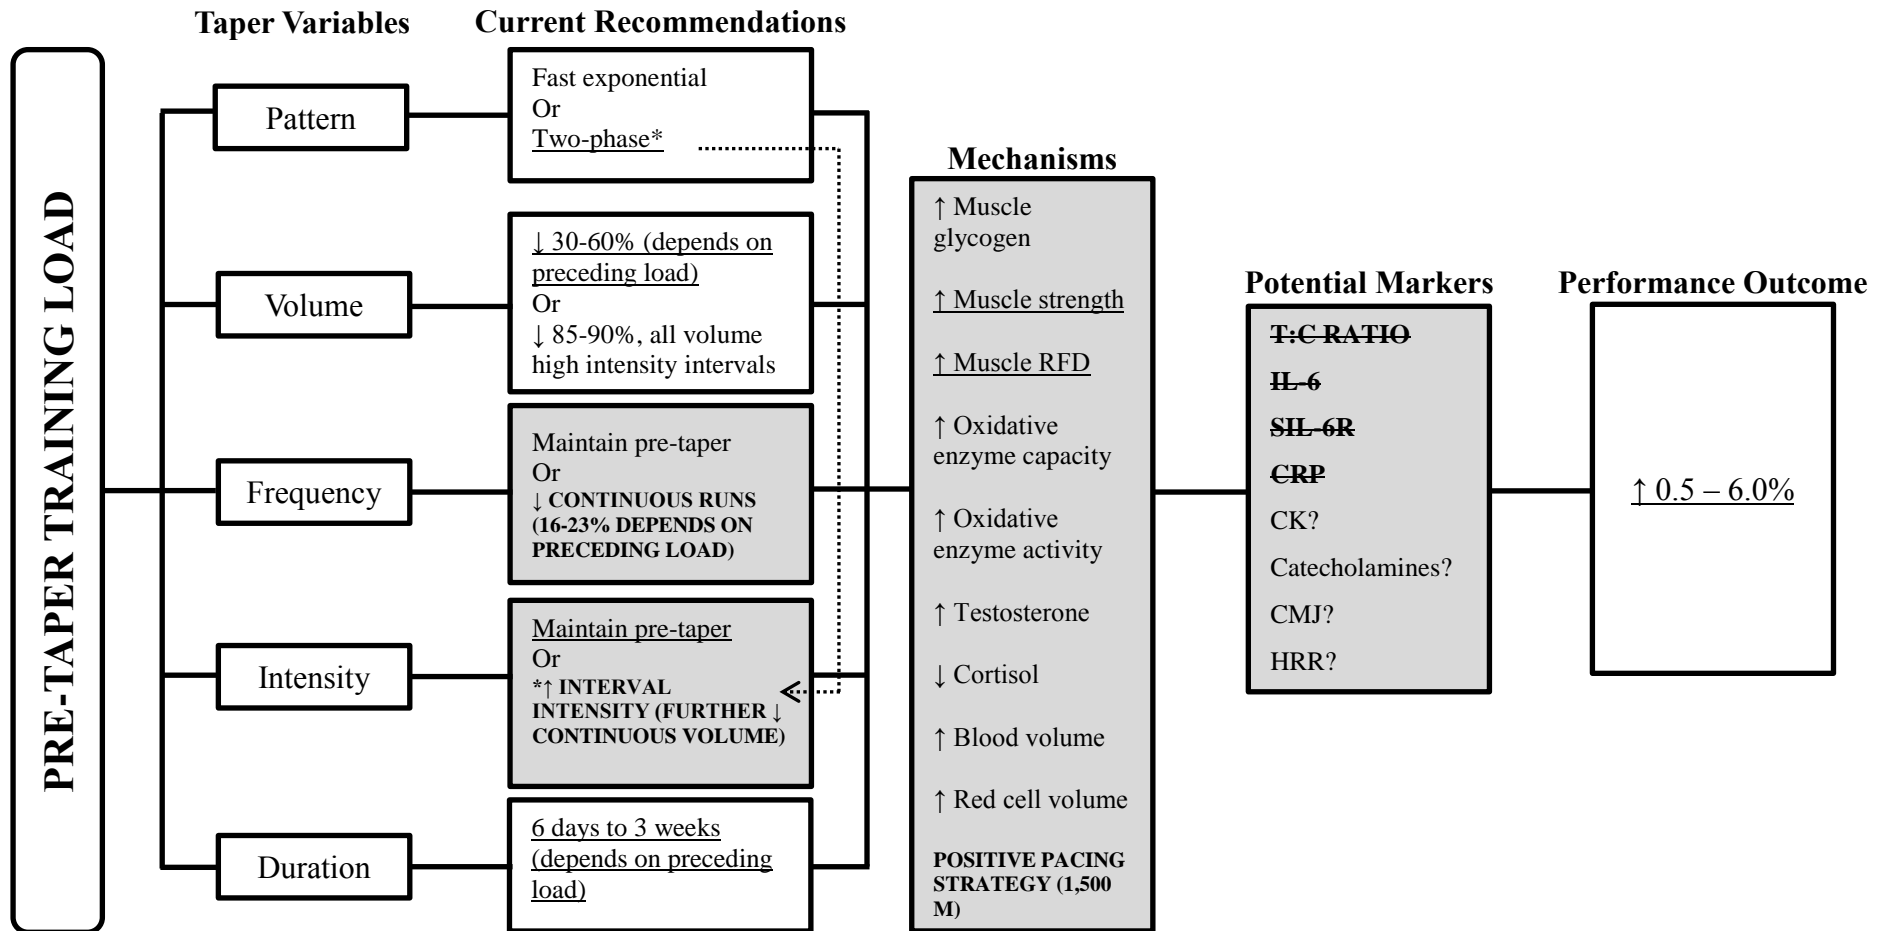 Taper Variables
Current Recommendations
PRE-TAPER TRAINING LOAD
Pattern
Fast exponential
Or
Two-phase*
Volume
↓ 30-60% (depends on
preceding load)
Or
↓ 85-90%, all volume
high intensity intervals
Frequency
Maintain pre-taper
Or
↓ CONTINUOUS RUNS
(16-23% DEPENDS ON
PRECEDING LOAD)
Intensity
Maintain pre-taper
Or
*↑ INTERVAL
INTENSITY (FURTHER ↓
CONTINUOUS VOLUME)
Duration
6 days to 3 weeks
(depends on preceding
load)
Mechanisms
↑ Muscle
glycogen
↑ Muscle strength
↑ Muscle RFD
↑ Oxidative
enzyme capacity
↑ Oxidative
enzyme activity
↑ Testosterone
↓ Cortisol
↑ Blood volume
↑ Red cell volume
POSITIVE PACING
STRATEGY (1,500
M)
Potential Markers
T:C RATIO
IL-6
SIL-6R
CRP
CK?
Catecholamines?
CMJ?
HRR?
Performance Outcome
↑ 0.5 – 6.0%